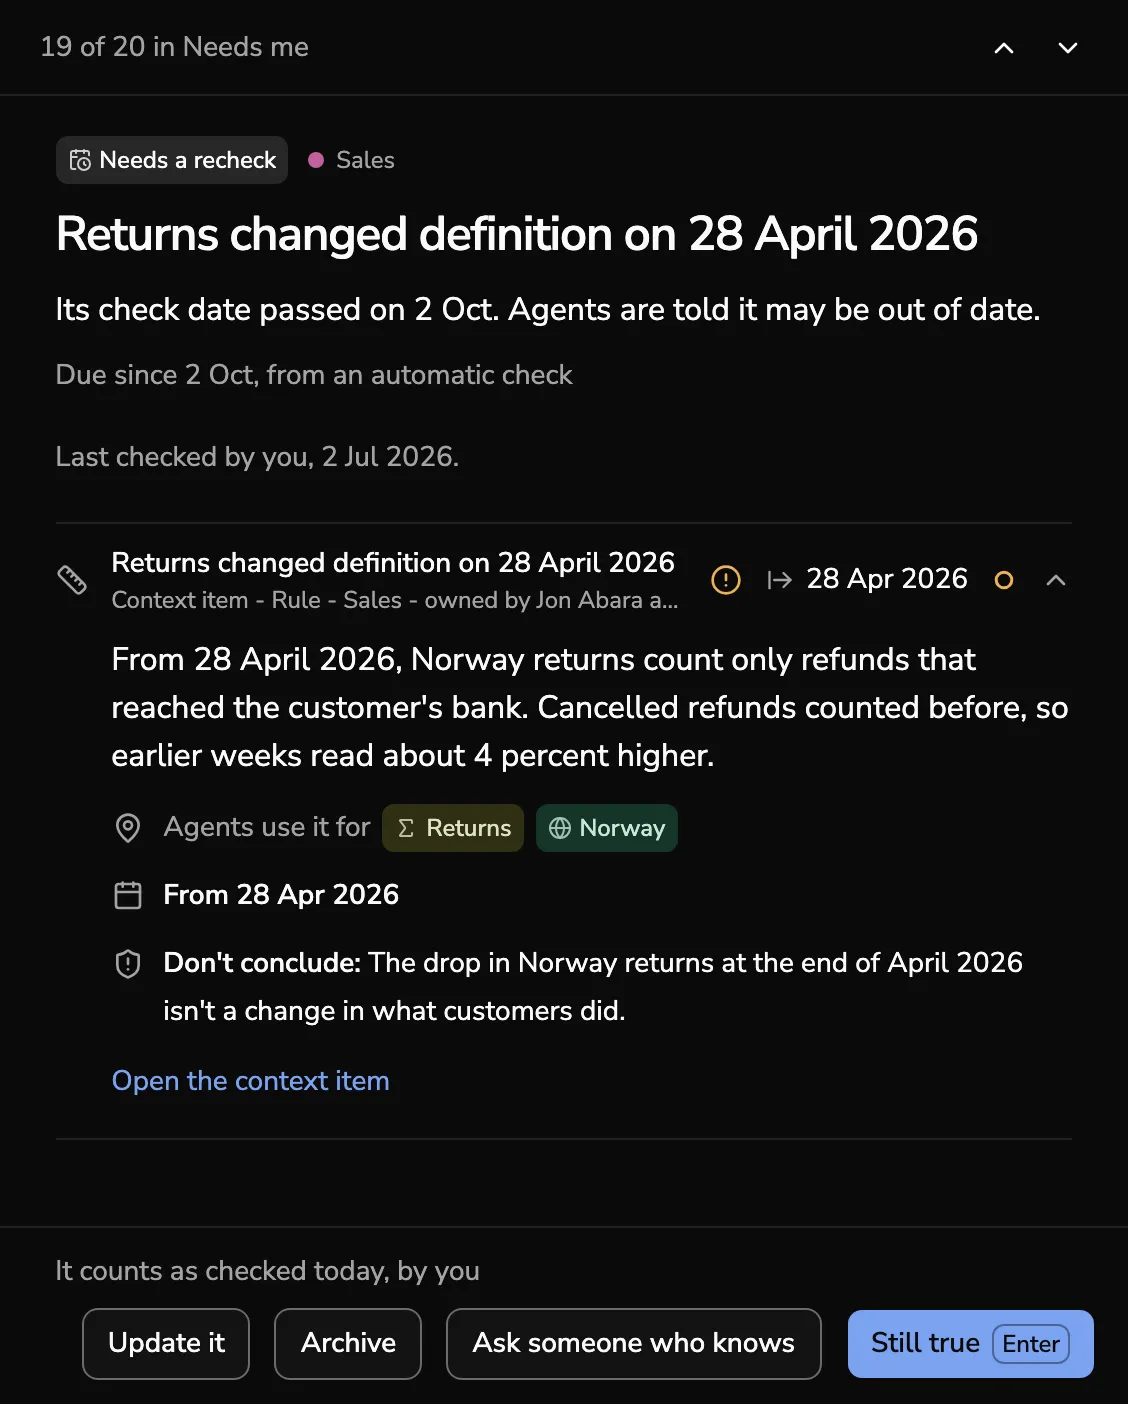 19 of 20 in Needs me
Needs a recheck
Sales
Returns changed definition on 28 April 2026
Its check date passed on 2 Oct. Agents are told it may be out of date.
Due since 2 Oct, from an automatic check
Last checked by you, 2 Jul 2026.
Returns changed definition on 28 April 2026
Context item - Rule - Sales - owned by Jon Abara a...
28 Apr 2026
From 28 April 2026, Norway returns count only refunds that
reached the customer's bank. Cancelled refunds counted before, so
earlier weeks read about 4 percent higher.
Agents use it for Σ Returns Norway
From 28 Apr 2026
Don't conclude: The drop in Norway returns at the end of April 2026
isn't a change in what customers did.
Open the context item
It counts as checked today, by you
Update it
Archive
Ask someone who knows
Still true Enter